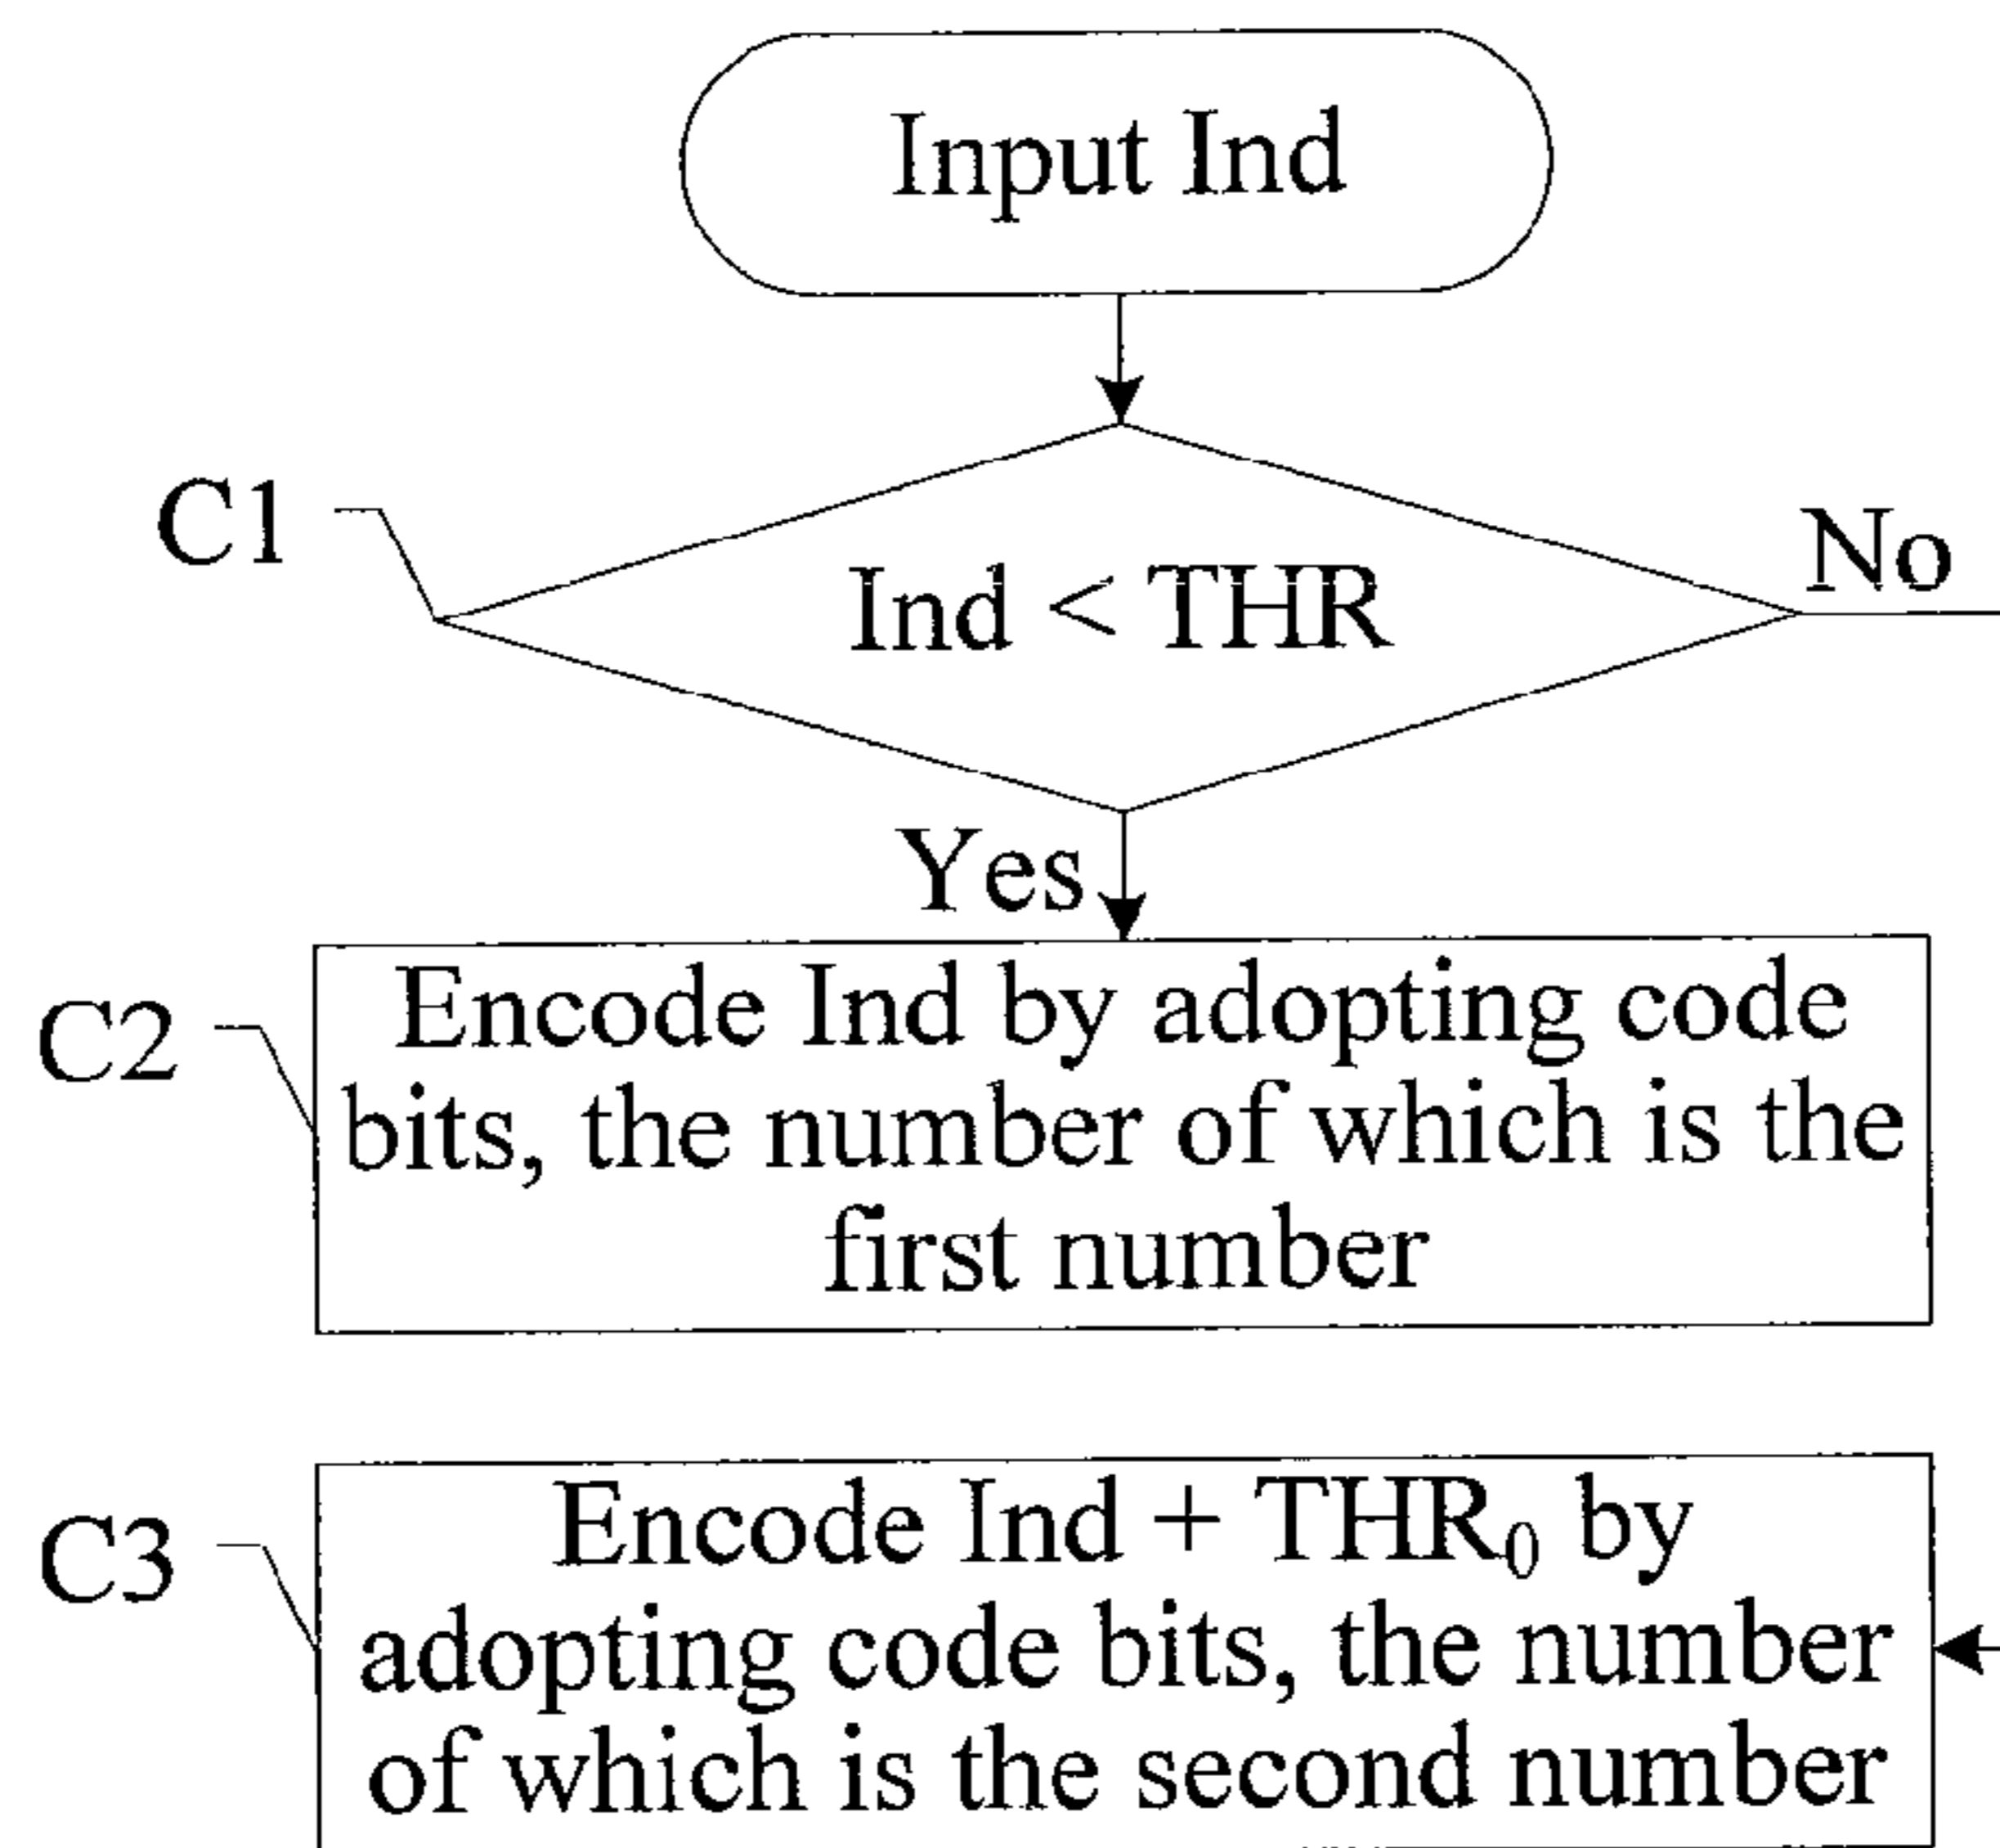 Input Ind
C1
Ind < THR
No
Yes
C2
Encode Ind by adopting code
bits, the number of which is the
first number
C3
Encode Ind + THR₀ by
adopting code bits, the number
of which is the second number